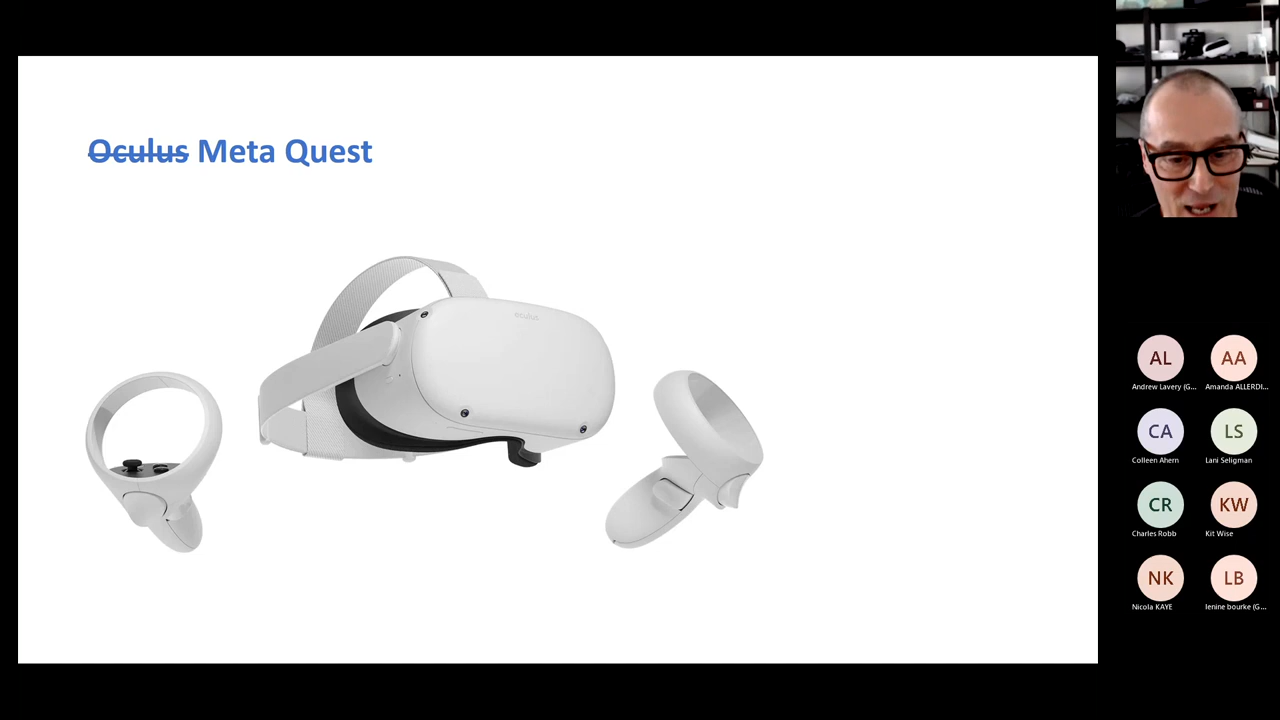 Oculus Meta Quest
oculus
AL
AA
Andrew Lavery (G...
Amanda ALLERDI...
CA
LS
Colleen Ahern
Lani Seligman
CR
KW
Charles Robb
Kit Wise
NK
LB
Nicola KAYE
lenine bourke (G...